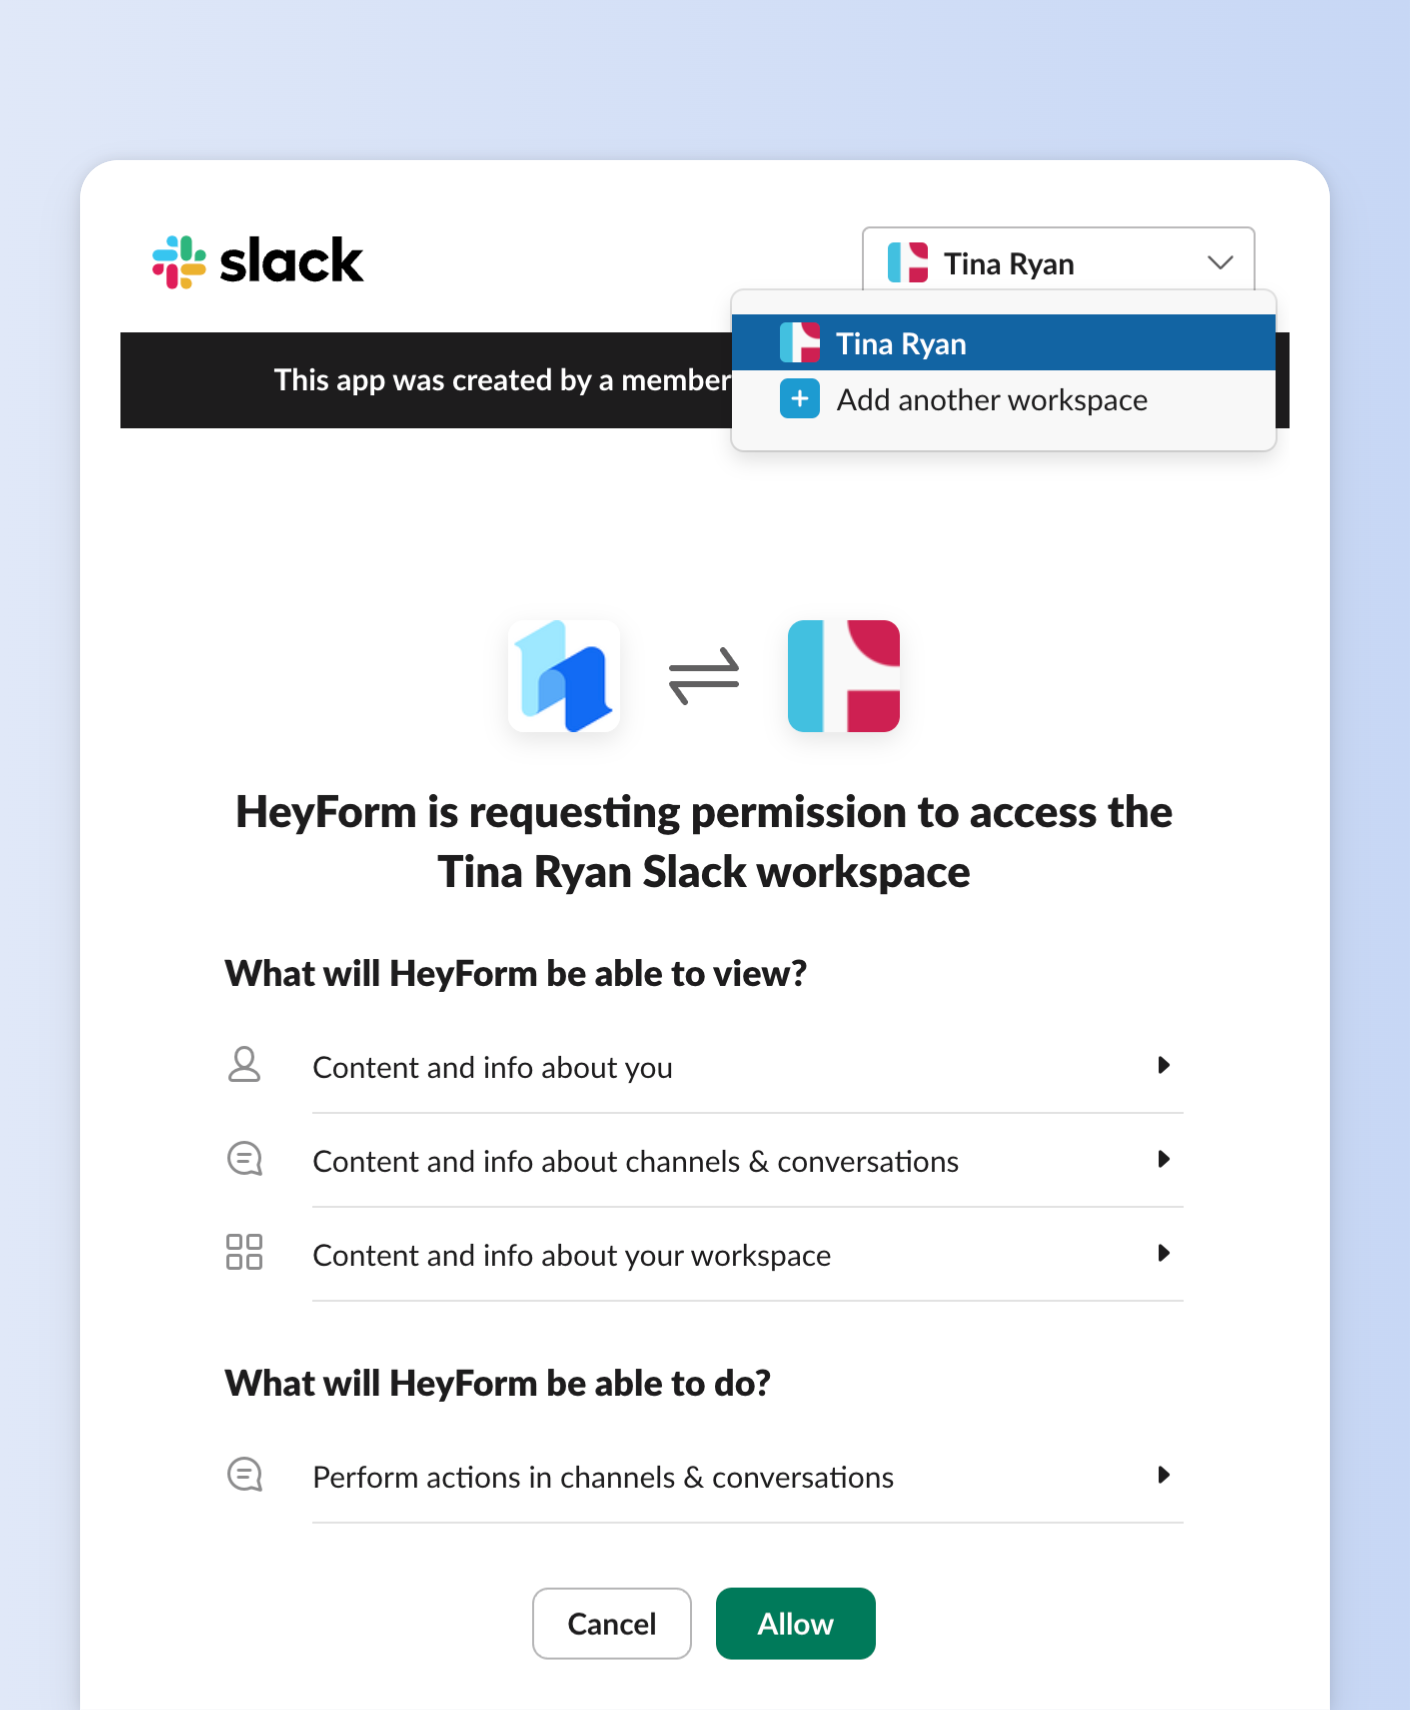 slack
Tina Ryan
Tina Ryan
Add another workspace
This app was created by a member
HeyForm is requesting permission to access the
Tina Ryan Slack workspace
What will HeyForm be able to view?
Content and info about you
Content and info about channels & conversations
Content and info about your workspace
What will HeyForm be able to do?
Perform actions in channels & conversations
Cancel
Allow